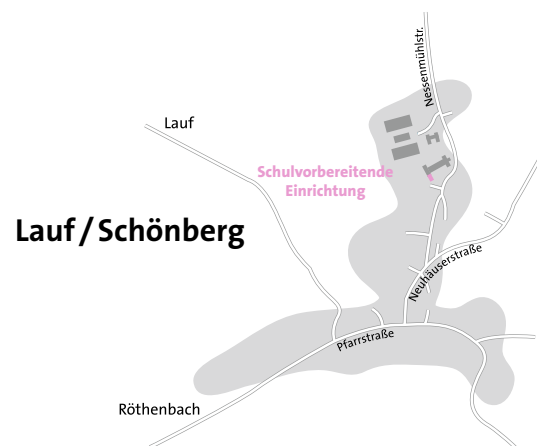 Nessenmühlstr.
Lauf
Schulvorbereitende
Einrichtung
Lauf / Schönberg
Neuhäuserstraße
Pfarrstraße
Röthenbach